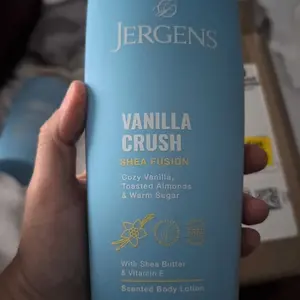 JERGENS
VANILLA
CRUSH
SHEA FUSION
Cozy Vanilla,
Toasted Almonds
& Warm Sugar
With Shea Butter
& Vitamin E
Scented Body Lotion